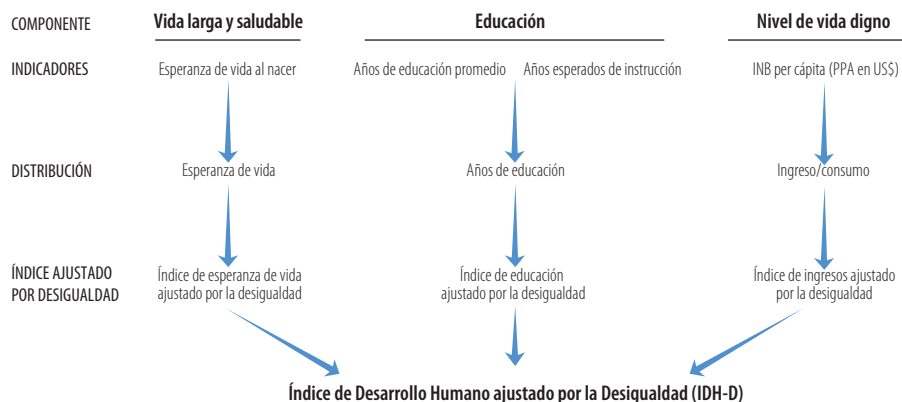 COMPONENTE Vida larga y saludable Educación Nivel de vida digno
INDICADORES Esperanza de vida al nacer Años de educación promedio Años esperados de instrucción INB per cápita (PPA en US$)
DISTRIBUCIÓN Esperanza de vida Años de educación Ingreso/consumo
ÍNDICE AJUSTADO Índice de esperanza de vida Índice de educación Índice de ingresos ajustado
POR DESIGUALDAD ajustado por la desigualdad ajustado por la desigualdad por la desigualdad
Índice de Desarrollo Humano ajustado por la Desigualdad (IDH-D)